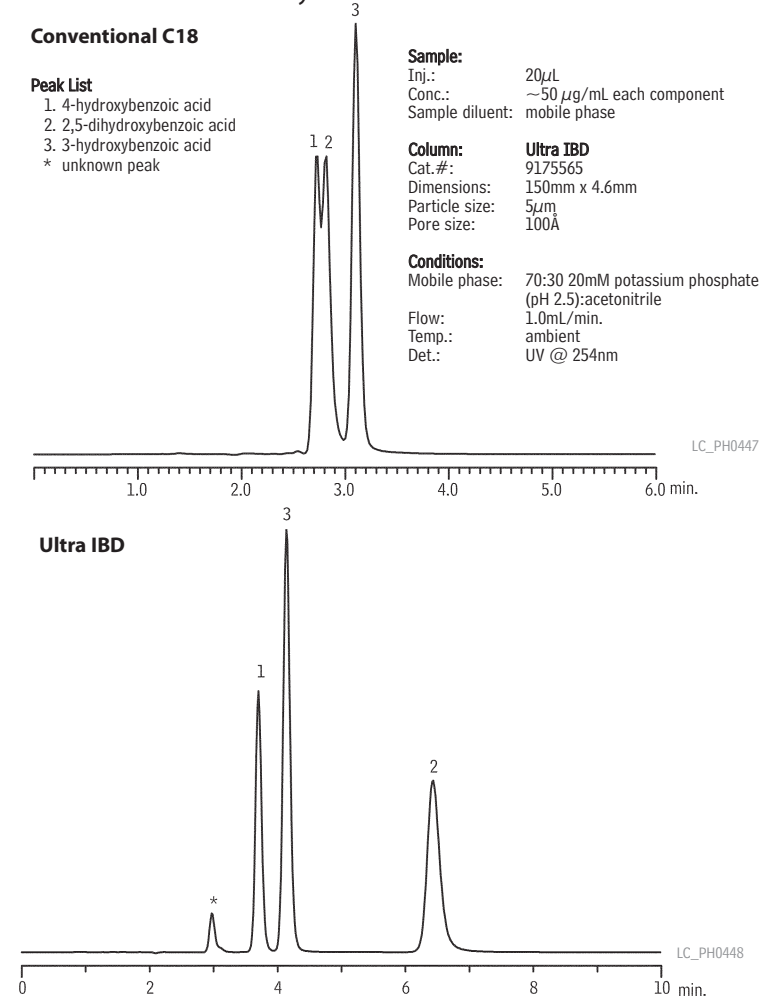 Conventional C18
Peak List
1. 4-hydroxybenzoic acid
2. 2,5-dihydroxybenzoic acid
3. 3-hydroxybenzoic acid
* unknown peak
3
1 2
Sample:
Inj.: 20µL
Conc.: ~50 µg/mL each component
Sample diluent: mobile phase
Column: Ultra IBD
Cat.#: 9175565
Dimensions: 150mm x 4.6mm
Particle size: 5µm
Pore size: 100Å
Conditions:
Mobile phase: 70:30 20mM potassium phosphate
(pH 2.5):acetonitrile
Flow: 1.0mL/min.
Temp.: ambient
Det.: UV @ 254nm
LC_PH0447
1.0 2.0 3.0 4.0 5.0 6.0 min.
Ultra IBD
3
1
2
*
LC_PH0448
0 2 4 6 8 10 min.